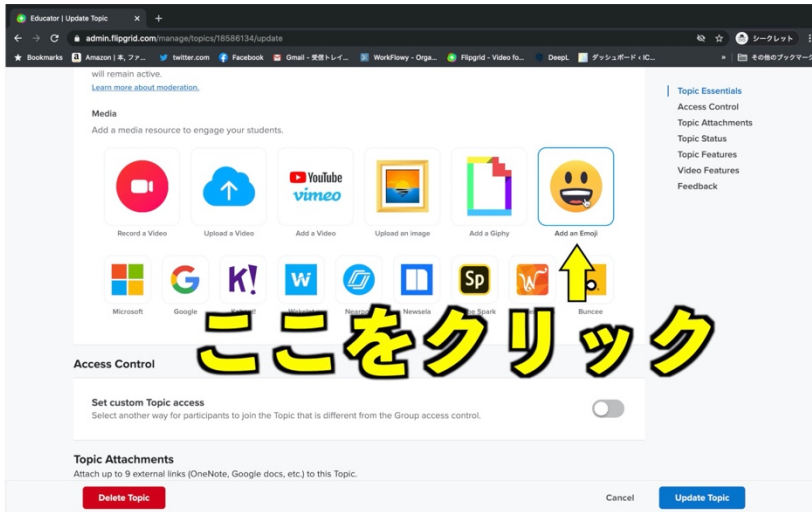 Educator | Update Topic
admin.flipgrid.com/manage/topics/18586134/update
シークレット
Bookmarks
Amazon | 本, ファ...
twitter.com
Facebook
Gmail - 受信トレイ...
WorkFlowy - Orga...
Flipgrid - Video fo...
DeepL
ダッシュボード ‹ IC...
»
その他のブックマーク
will remain active.
Learn more about moderation.
Media
Add a media resource to engage your students.
YouTube
vimeo
Record a Video
Upload a Video
Add a Video
Upload an image
Add a Giphy
Add an Emoji
K!
Sp
Microsoft
Google
Newsela
Buncee
ここをクリック
Access Control
Set custom Topic access
Select another way for participants to join the Topic that is different from the Group access control.
Topic Attachments
Attach up to 9 external links (OneNote, Google docs, etc.) to this Topic.
Delete Topic
Cancel
Update Topic
Topic Essentials
Access Control
Topic Attachments
Topic Status
Topic Features
Video Features
Feedback